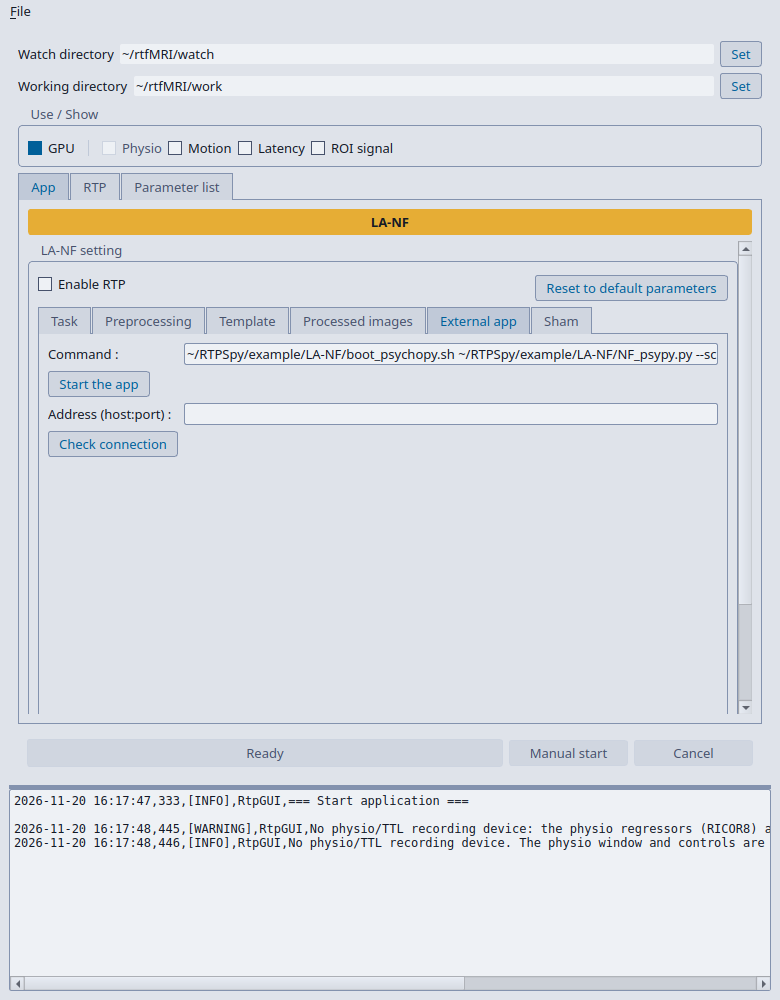 File
Watch directory ~/rtfMRI/watch Set
Working directory ~/rtfMRI/work Set
Use / Show
GPU Physio Motion Latency ROI signal
App RTP Parameter list
LA-NF
LA-NF setting
Enable RTP Reset to default parameters
Task Preprocessing Template Processed images External app Sham
Command : ~/RTPSpy/example/LA-NF/boot_psychopy.sh ~/RTPSpy/example/LA-NF/NF_psypy.py --sc
Start the app
Address (host:port) :
Check connection
Ready Manual start Cancel
2026-11-20 16:17:47,333,[INFO],RtpGUI,=== Start application ===
2026-11-20 16:17:48,445,[WARNING],RtpGUI,No physio/TTL recording device: the physio regressors (RICOR8) a
2026-11-20 16:17:48,446,[INFO],RtpGUI,No physio/TTL recording device. The physio window and controls are